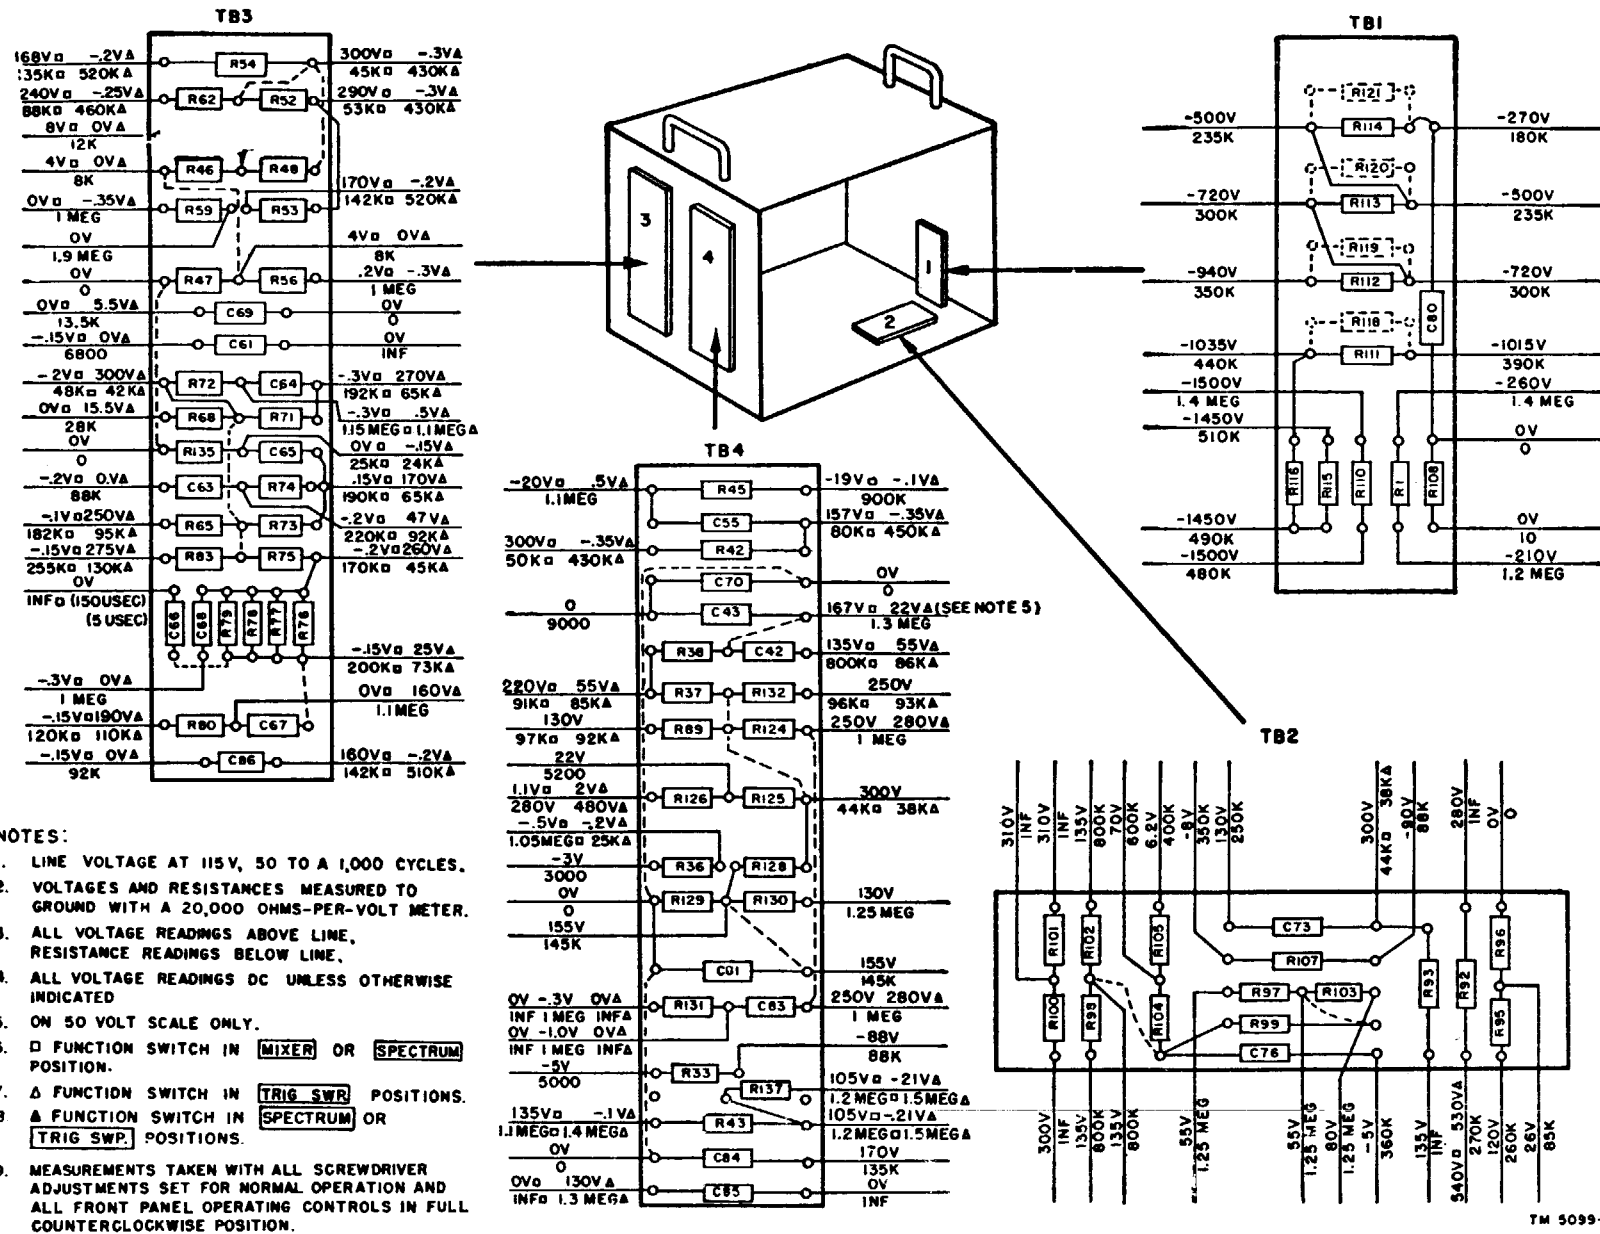 TB3
168V□ -.2V∆
135K□ 520K∆
240V□ -.25V∆
88K□ 460K∆
8V□ 0V∆
12K
4V□ 0V∆
8K
0V□ -.35V∆
1 MEG
0V
1.9 MEG
0V
0
0V□ 5.5V∆
13.5K
-.15V□ 0V∆
6800
-.2V□ 300V∆
48K□ 42K∆
0V□ 15.5V∆
28K
0V
0
-.2V□ 0.V∆
88K
-.1V□250V∆
182K□ 95K∆
-.15V□275V∆
255K□ 130K∆
0V
INF□ (150USEC)
(5 USEC)
-.3V□ 0V∆
1 MEG
-.15V□190V∆
120K□ 110K∆
-.15V□ 0V∆
92K
R54
R62 R52
R46 R48
R59 R53
R47 R56
C69
C61
R72 C64
R68 R71
R135 C65
C63 R74
R65 R73
R83 R75
C66 C68 R79 R78 R77 R76
R80 C67
C86
300V□ -.3V∆
45K□ 430K∆
290V□ -.3V∆
53K□ 430K∆
170V□ -.2V∆
142K□ 520K∆
4V□ 0V∆
8K
.2V□ -.3V∆
1 MEG
0V
0
0V
INF
-.3V□ 270V∆
192K□ 65K∆
-.3V□ .5V∆
1.15 MEG□ 1.1MEG∆
0V□ -.15V∆
25K□ 24K∆
.15V□ 170V∆
190K□ 65K∆
-.2V□ 47V∆
220K□ 92K∆
-.2V□260V∆
170K□ 45K∆
-.15V□ 25V∆
200K□ 73K∆
0V□ 160V∆
1.1MEG
160V□ -.2V∆
142K□ 510K∆
3
4
1
2
TB1
-500V
235K
-720V
300K
-940V
350K
-1035V
440K
-1500V
1.4 MEG
-1450V
510K
-1450V
490K
-1500V
480K
R121
R114
R120
R113
R119
R112
R118
R111
C80
R116 R115 R110 R1 R108
-270V
180K
-500V
235K
-720V
300K
-1015V
390K
-260V
1.4 MEG
0V
0
0V
10
-210V
1.2 MEG
TB4
-20V□ .5V∆
1.1MEG
300V□ -.35V∆
50K□ 430K∆
0
9000
220V□ 55V∆
91K□ 85K∆
130V
97K□ 92K∆
22V
5200
1.1V□ 2V∆
280V 480V∆
-.5V□ -.2V∆
1.05MEG□ 25K∆
-3V
3000
0V
0
155V
145K
0V -.3V 0V∆
INF 1 MEG INF∆
0V -1.0V 0V∆
INF 1 MEG INF∆
-5V
5000
135V□ -.1V∆
1.1MEG□ 1.4 MEG∆
0V
0
0V□ 130V∆
INF□ 1.3 MEG∆
R45
C55
R42
C70
C43
R38 C42
R37 R132
R89 R124
R126 R125
R36 R128
R129 R130
C81
R131 C83
R33
R137
R43
C84
C85
-19V□ -.1V∆
900K
157V□ -.35V∆
80K□ 450K∆
0V
0
167V□ 22V∆(SEE NOTE 5)
1.3 MEG
135V□ 55V∆
800K□ 86K∆
250V
96K□ 93K∆
250V 280V∆
1 MEG
300V
44K□ 38K∆
130V
1.25 MEG
155V
145K
250V 280V∆
1 MEG
-88V
88K
105V□ -21V∆
1.2MEG□1.5MEG∆
105V□-.21V∆
1.2MEG□1.5MEG∆
170V
135K
0V
INF
TB2
310V
INF
310V
INF
135V
800K
70V
600K
6.2V
400K
-8V
350K
130V
250K
300V
44K□ 38K∆
-90V
88K
280V
INF
0V
0
R101 R102 R105
R100 R98 R104
C73
R107
R97 R103
R99
C76
R93 R92 R96
R95
300V
INF
135V
800K
135V
800K
55V
1.25 MEG
55V
1.25 MEG
80V
1.25 MEG
-5V
360K
135V
INF
540V□ 530V∆
270K
120V
260K
26V
85K
NOTES:
. LINE VOLTAGE AT 115V, 50 TO A 1,000 CYCLES.
2. VOLTAGES AND RESISTANCES MEASURED TO
GROUND WITH A 20,000 OHMS-PER-VOLT METER.
. ALL VOLTAGE READINGS ABOVE LINE,
RESISTANCE READINGS BELOW LINE.
. ALL VOLTAGE READINGS DC UNLESS OTHERWISE
INDICATED
. ON 50 VOLT SCALE ONLY.
. □ FUNCTION SWITCH IN MIXER OR SPECTRUM
POSITION.
. ∆ FUNCTION SWITCH IN TRIG SWR POSITIONS.
▲ FUNCTION SWITCH IN SPECTRUM OR
TRIG SWP. POSITIONS.
. MEASUREMENTS TAKEN WITH ALL SCREWDRIVER
ADJUSTMENTS SET FOR NORMAL OPERATION AND
ALL FRONT PANEL OPERATING CONTROLS IN FULL
COUNTERCLOCKWISE POSITION.
TM 5099-